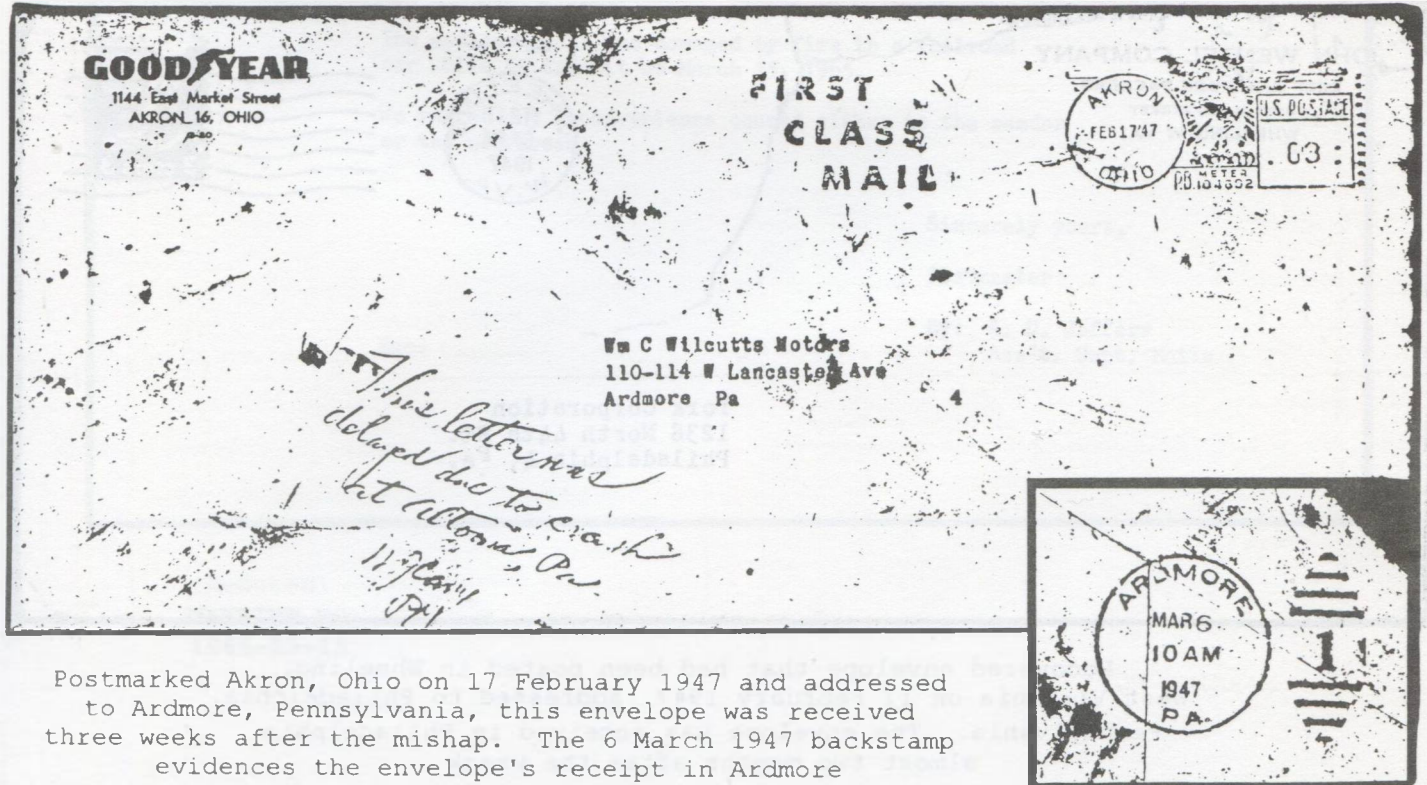 GOODYEAR
1144 East Market Street
AKRON 16, OHIO
FIRST
CLASS
MAIL
AKRON
FEB 17 '47
OHIO
U.S. POSTAGE
03
P.B. METER
Wm C Wilcutts Motors
110-114 W Lancaster Ave
Ardmore Pa 4
This letter was
delayed due to crash
at Altoona, Pa
ARDMORE
MAR 6
10 AM
1947
PA.
1
Postmarked Akron, Ohio on 17 February 1947 and addressed
to Ardmore, Pennsylvania, this envelope was received
three weeks after the mishap. The 6 March 1947 backstamp
evidences the envelope's receipt in Ardmore